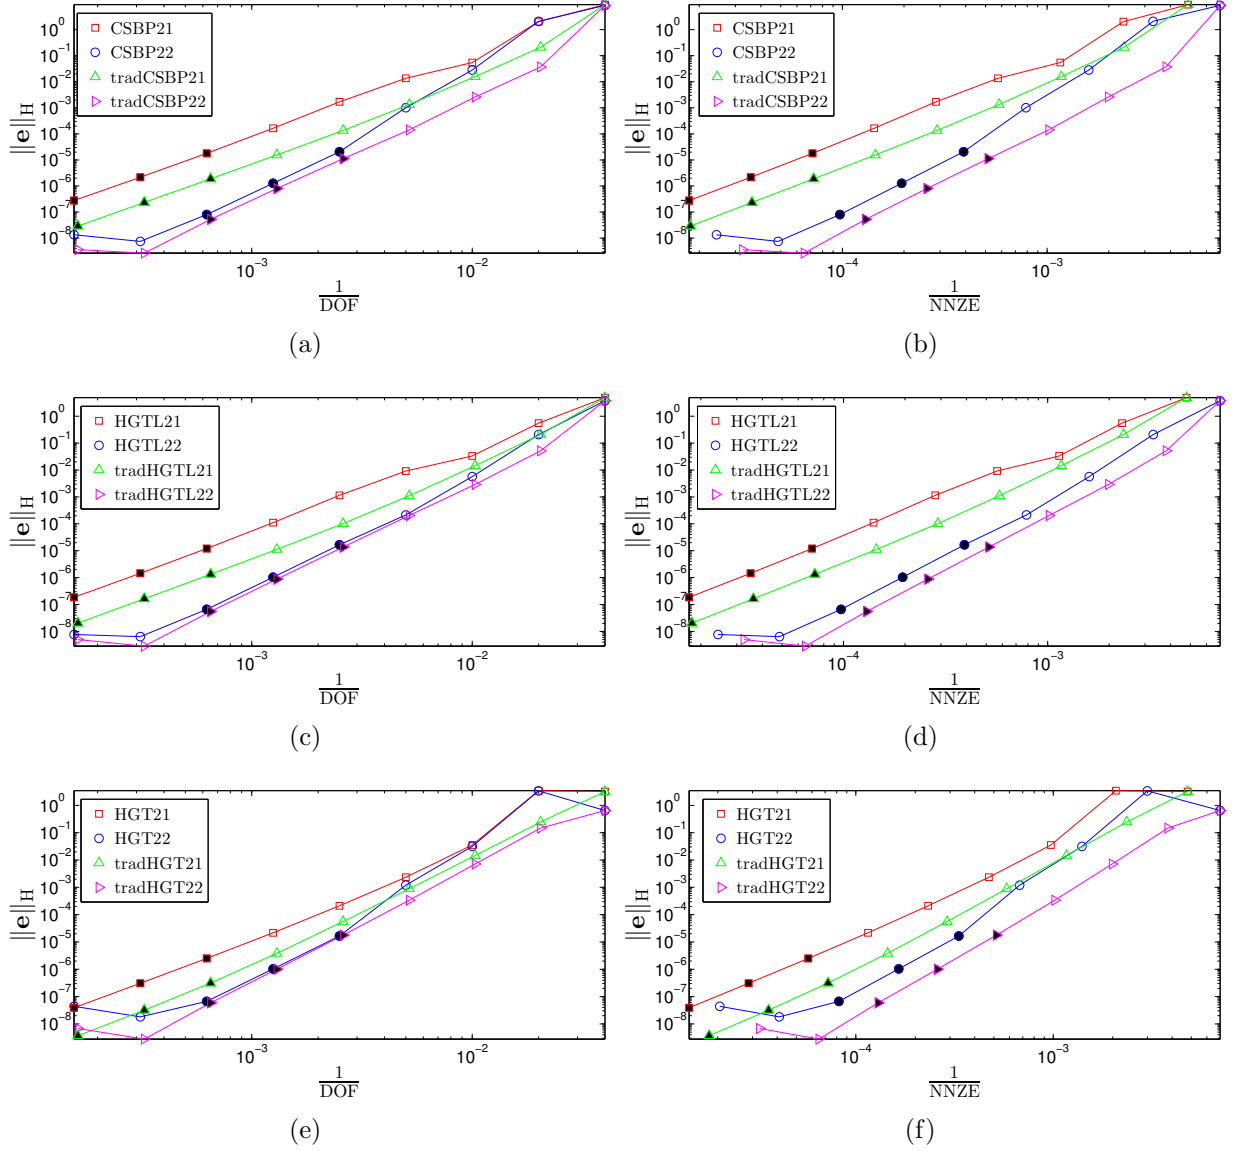 10^0
10^{-1}
10^{-2}
10^{-3}
10^{-4}
10^{-5}
10^{-6}
10^{-7}
10^{-8}
‖e‖_H
CSBP21
CSBP22
tradCSBP21
tradCSBP22
10^{-3} 10^{-2}
1/DOF
(a)
10^0
10^{-1}
10^{-2}
10^{-3}
10^{-4}
10^{-5}
10^{-6}
10^{-7}
10^{-8}
‖e‖_H
CSBP21
CSBP22
tradCSBP21
tradCSBP22
10^{-4} 10^{-3}
1/NNZE
(b)
10^0
10^{-1}
10^{-2}
10^{-3}
10^{-4}
10^{-5}
10^{-6}
10^{-7}
10^{-8}
‖e‖_H
HGTL21
HGTL22
tradHGTL21
tradHGTL22
10^{-3} 10^{-2}
1/DOF
(c)
10^0
10^{-1}
10^{-2}
10^{-3}
10^{-4}
10^{-5}
10^{-6}
10^{-7}
10^{-8}
‖e‖_H
HGTL21
HGTL22
tradHGTL21
tradHGTL22
10^{-4} 10^{-3}
1/NNZE
(d)
10^0
10^{-1}
10^{-2}
10^{-3}
10^{-4}
10^{-5}
10^{-6}
10^{-7}
10^{-8}
‖e‖_H
HGT21
HGT22
tradHGT21
tradHGT22
10^{-3} 10^{-2}
1/DOF
(e)
10^0
10^{-1}
10^{-2}
10^{-3}
10^{-4}
10^{-5}
10^{-6}
10^{-7}
10^{-8}
‖e‖_H
HGT21
HGT22
tradHGT21
tradHGT22
10^{-4} 10^{-3}
1/NNZE
(f)